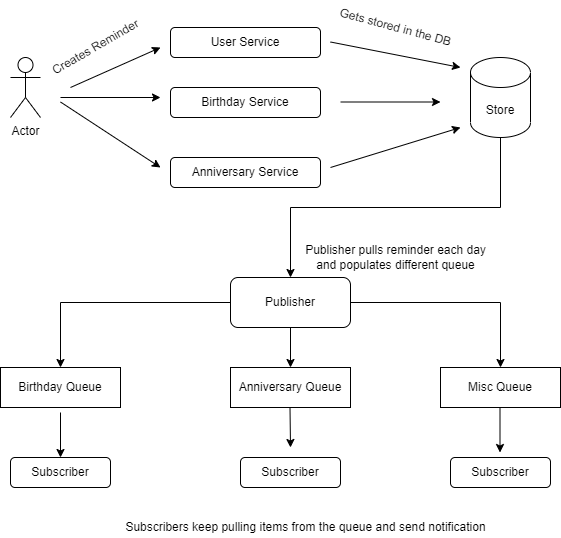 Creates Reminder
Gets stored in the DB
User Service
Birthday Service
Store
Actor
Anniversary Service
Publisher pulls reminder each day
and populates different queue
Publisher
Birthday Queue
Anniversary Queue
Misc Queue
Subscriber
Subscriber
Subscriber
Subscribers keep pulling items from the queue and send notification